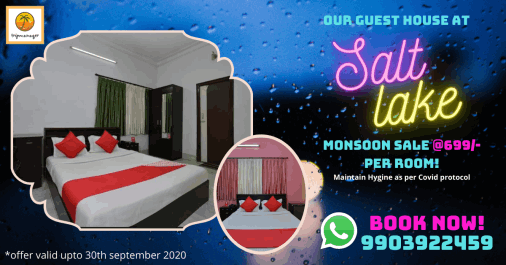 OUR GUEST HOUSE AT
Salt
lake
MONSOON SALE @699/-
PER ROOM!
Maintain Hygine as per Covid protocol
BOOK NOW!
9903922459
*offer valid upto 30th september 2020